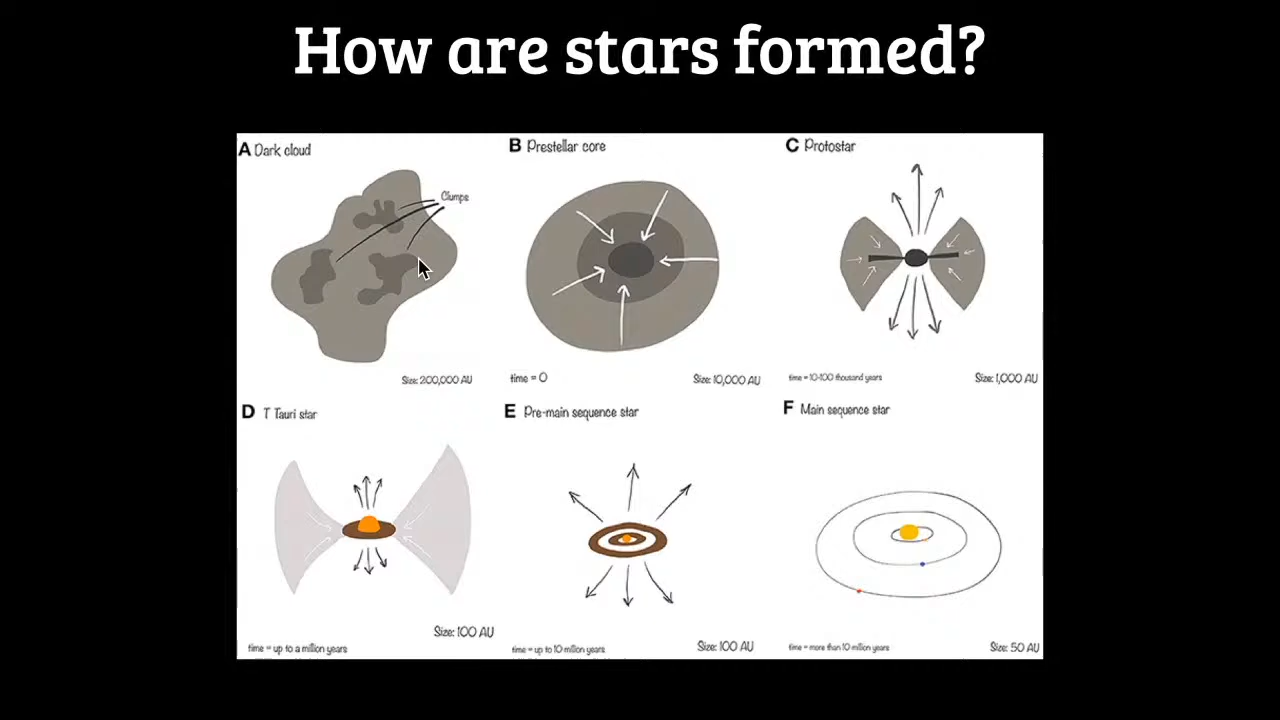 How are stars formed?
A Dark cloud
Clumps
Size: 200,000 AU
B Prestellar core
time = 0
Size: 10,000 AU
C Protostar
time = 10-100 thousand years
Size: 1,000 AU
D T Tauri star
time = up to a million years
Size: 100 AU
E Pre-main sequence star
time = up to 10 million years
Size: 100 AU
F Main sequence star
time = more than 10 million years
Size: 50 AU